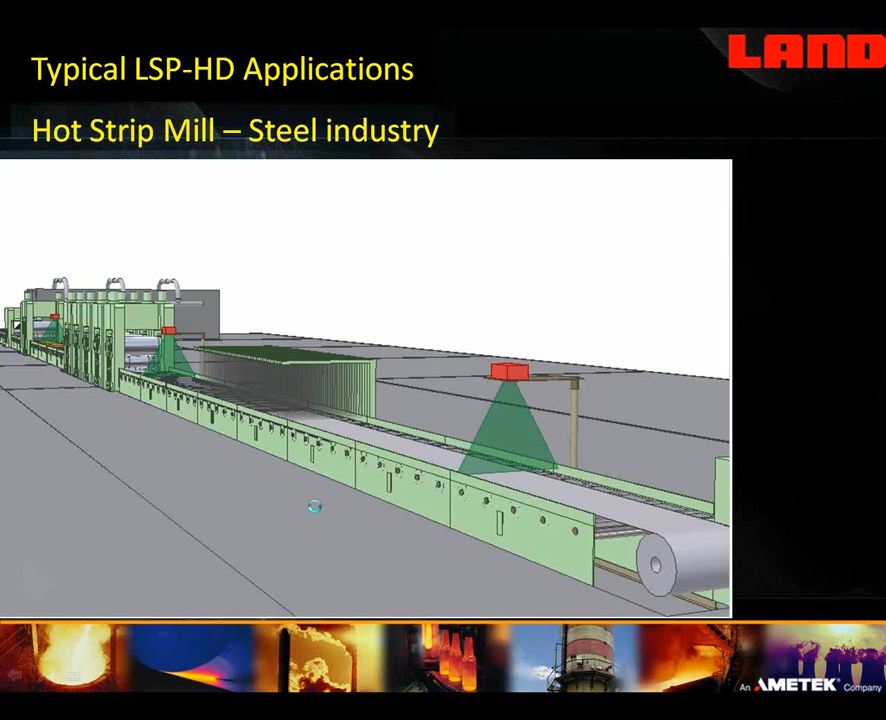 Typical LSP-HD Applications
LAND
Hot Strip Mill – Steel industry
An AMETEK® Company